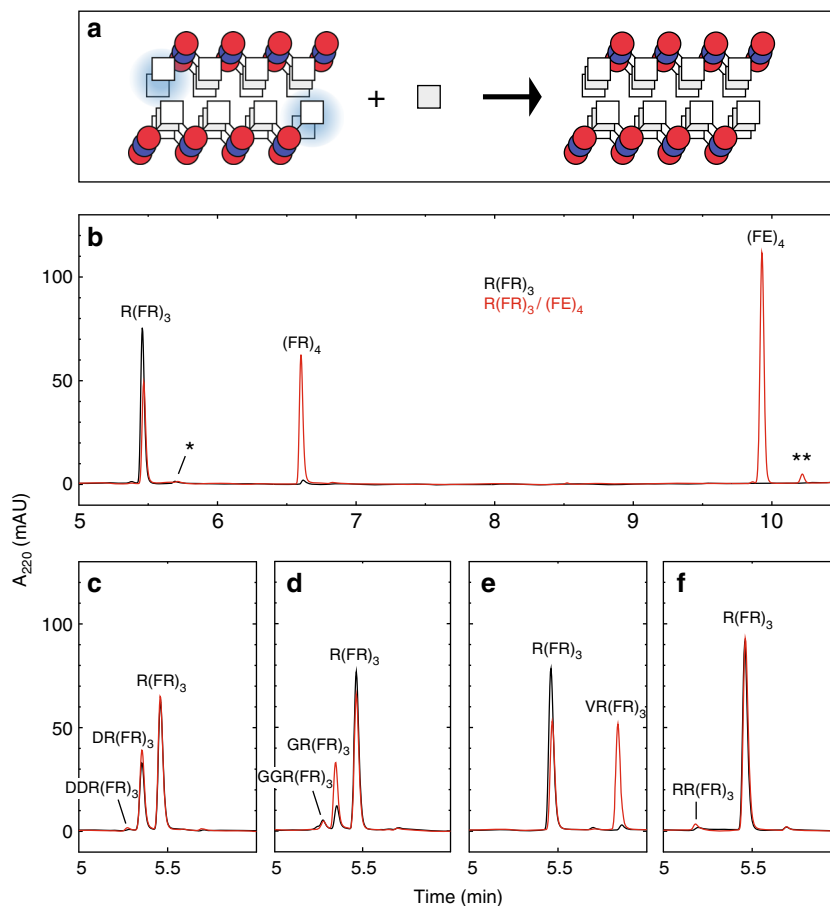 a
+
b
R(FR)₃
(FR)₄
(FE)₄
R(FR)₃
R(FR)₃ / (FE)₄
*
**
100
50
0
5 6 7 8 9 10
A₂₂₀ (mAU)
c
R(FR)₃
DR(FR)₃
DDR(FR)₃
100
50
0
5 5.5
d
R(FR)₃
GR(FR)₃
GGR(FR)₃
5 5.5
e
R(FR)₃
VR(FR)₃
5 5.5
f
R(FR)₃
RR(FR)₃
5 5.5
Time (min)